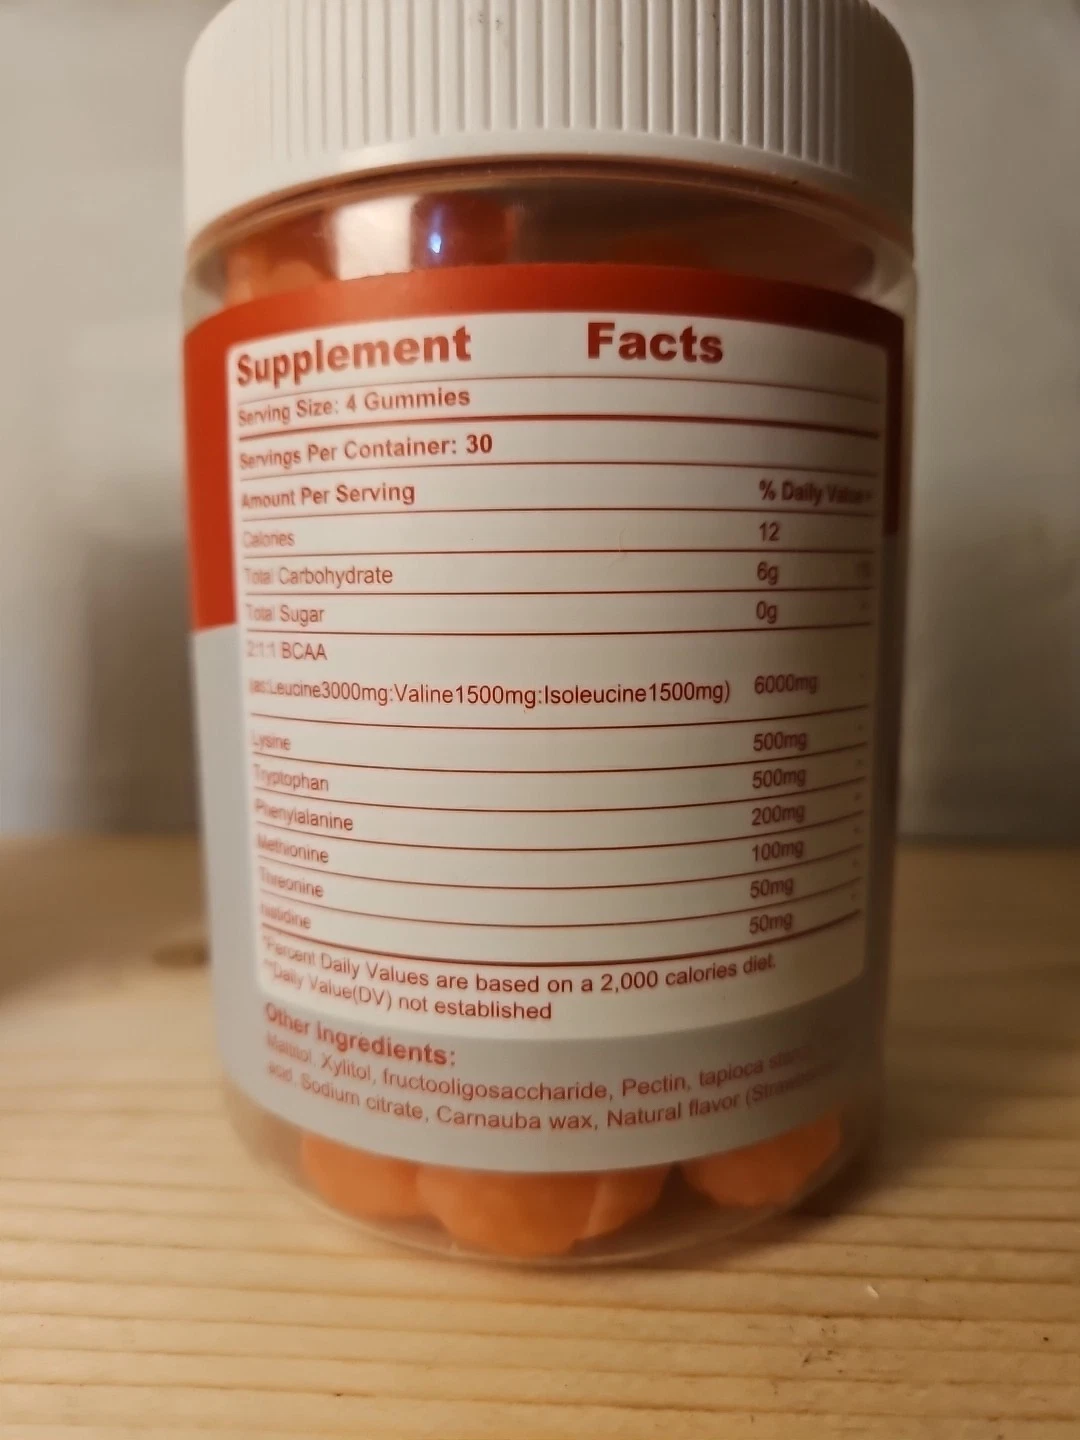 Supplement Facts
Serving Size: 4 Gummies
Servings Per Container: 30
Amount Per Serving % Daily Value*
Calories 12
Total Carbohydrate 6g
Total Sugar 0g
2:1:1 BCAA
(as:Leucine3000mg:Valine1500mg:Isoleucine1500mg) 6000mg
Lysine 500mg
Tryptophan 500mg
Phenylalanine 200mg
Methionine 100mg
Threonine 50mg
50mg
*Percent Daily Values are based on a 2,000 calories diet.
**Daily Value(DV) not established
Other Ingredients:
Xylitol, fructooligosaccharide, Pectin, tapioca
acid, Sodium citrate, Carnauba wax, Natural flavor